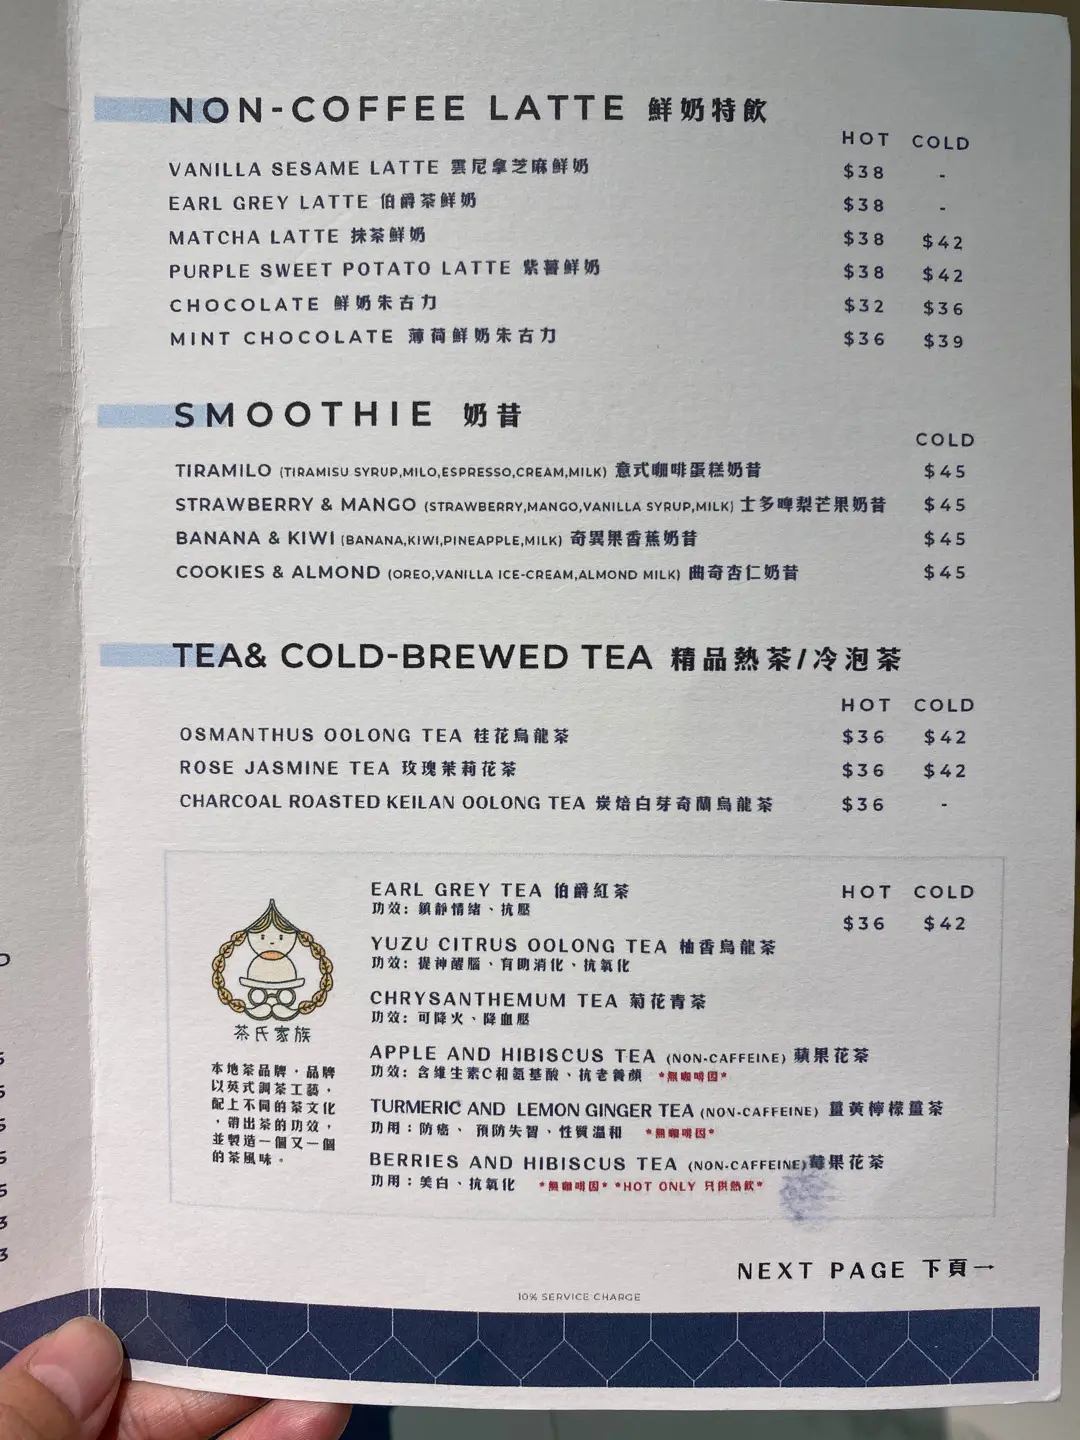 NON-COFFEE LATTE 鮮奶特飲
HOT COLD
VANILLA SESAME LATTE 雲尼拿芝麻鮮奶 $38 -
EARL GREY LATTE 伯爵茶鮮奶 $38 -
MATCHA LATTE 抹茶鮮奶 $38 $42
PURPLE SWEET POTATO LATTE 紫薯鮮奶 $38 $42
CHOCOLATE 鮮奶朱古力 $32 $36
MINT CHOCOLATE 薄荷鮮奶朱古力 $36 $39
SMOOTHIE 奶昔
COLD
TIRAMILO (TIRAMISU SYRUP,MILO,ESPRESSO,CREAM,MILK) 意式咖啡蛋糕奶昔 $45
STRAWBERRY & MANGO (STRAWBERRY,MANGO,VANILLA SYRUP,MILK) 士多啤梨芒果奶昔 $45
BANANA & KIWI (BANANA,KIWI,PINEAPPLE,MILK) 奇異果香蕉奶昔 $45
COOKIES & ALMOND (OREO,VANILLA ICE-CREAM,ALMOND MILK) 曲奇杏仁奶昔 $45
TEA& COLD-BREWED TEA 精品熱茶/冷泡茶
HOT COLD
OSMANTHUS OOLONG TEA 桂花烏龍茶 $36 $42
ROSE JASMINE TEA 玫瑰茉莉花茶 $36 $42
CHARCOAL ROASTED KEILAN OOLONG TEA 炭焙白芽奇蘭烏龍茶 $36 -
茶氏家族
本地茶品牌，品牌
以英式調茶工藝，
配上不同的茶文化
，帶出茶的功效，
並製造一個又一個
的茶風味。
HOT COLD
$36 $42
EARL GREY TEA 伯爵紅茶
功效: 鎮靜情緒、抗壓
YUZU CITRUS OOLONG TEA 柚香烏龍茶
功效: 提神醒腦、有助消化、抗氧化
CHRYSANTHEMUM TEA 菊花青茶
功效: 可降火、降血壓
APPLE AND HIBISCUS TEA (NON-CAFFEINE) 蘋果花茶
功效: 含維生素C和氨基酸、抗老養顏 *無咖啡因*
TURMERIC AND LEMON GINGER TEA (NON-CAFFEINE) 薑黃檸檬薑茶
功用：防癌、預防失智、性質溫和 *無咖啡因*
BERRIES AND HIBISCUS TEA (NON-CAFFEINE)莓果花茶
功用：美白、抗氧化 *無咖啡因* *HOT ONLY 只供熱飲*
NEXT PAGE 下頁→
10% SERVICE CHARGE